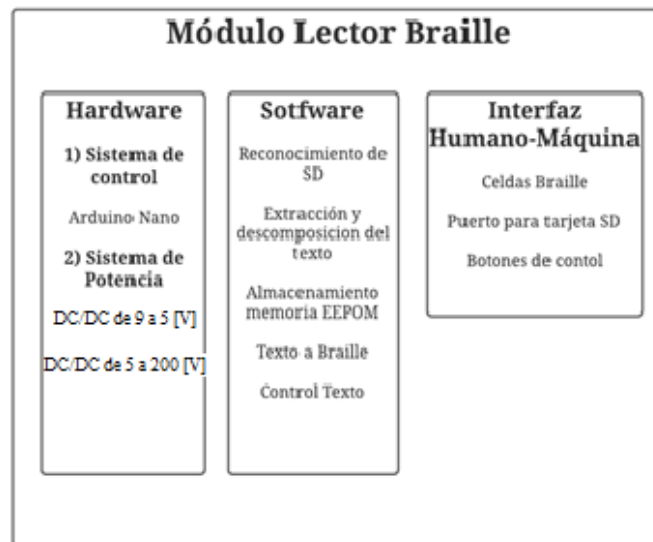 Módulo Lector Braille
Hardware
1) Sistema de
control
Arduino Nano
2) Sistema de
Potencia
DC/DC de 9 a 5 [V]
DC/DC de 5 a 200 [V]
Sotfware
Reconocimiento de
SD
Extracción y
descomposicion del
texto
Almacenamiento
memoria EEPOM
Texto a Braille
Control Texto
Interfaz
Humano-Máquina
Celdas Braille
Puerto para tarjeta SD
Botones de contol